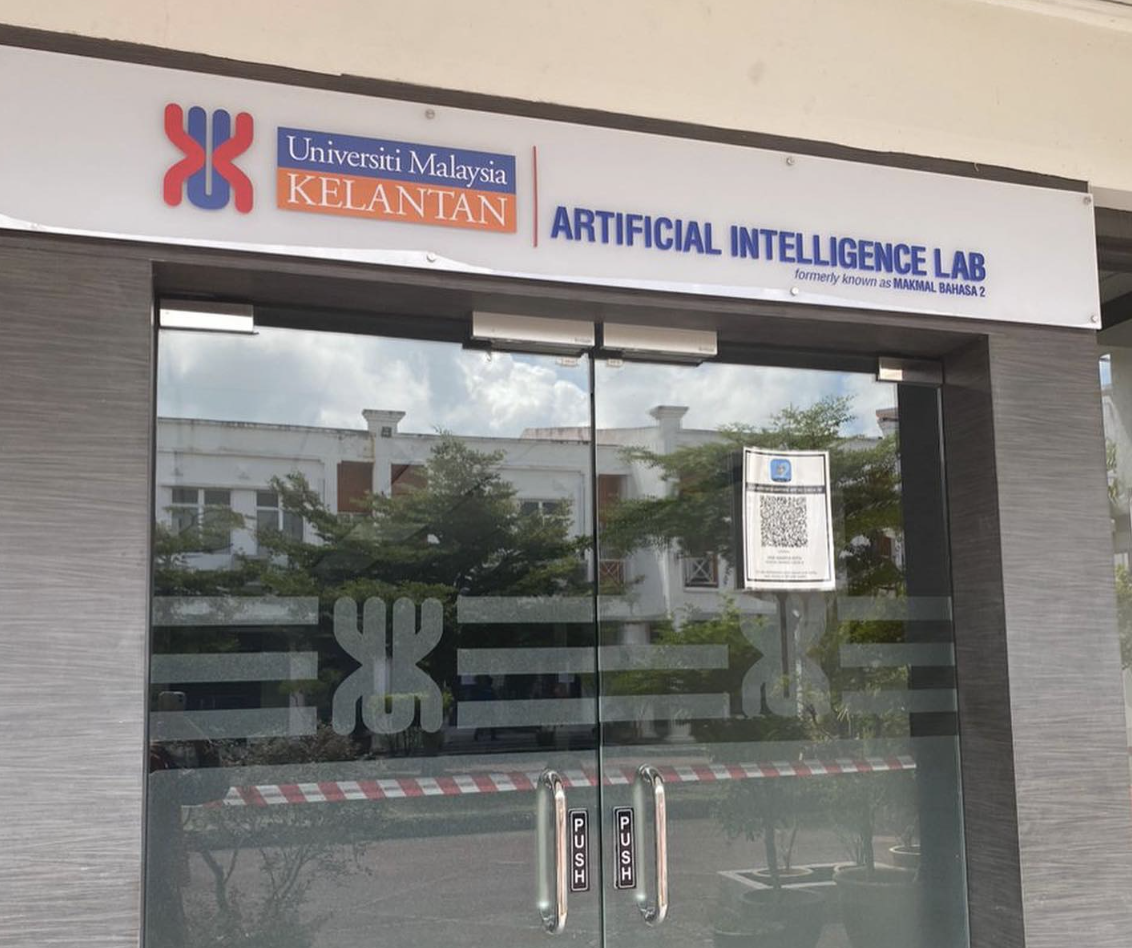 Universiti Malaysia
KELANTAN
ARTIFICIAL INTELLIGENCE LAB
formerly known as MAKMAL BAHASA 2
PUSH
PUSH